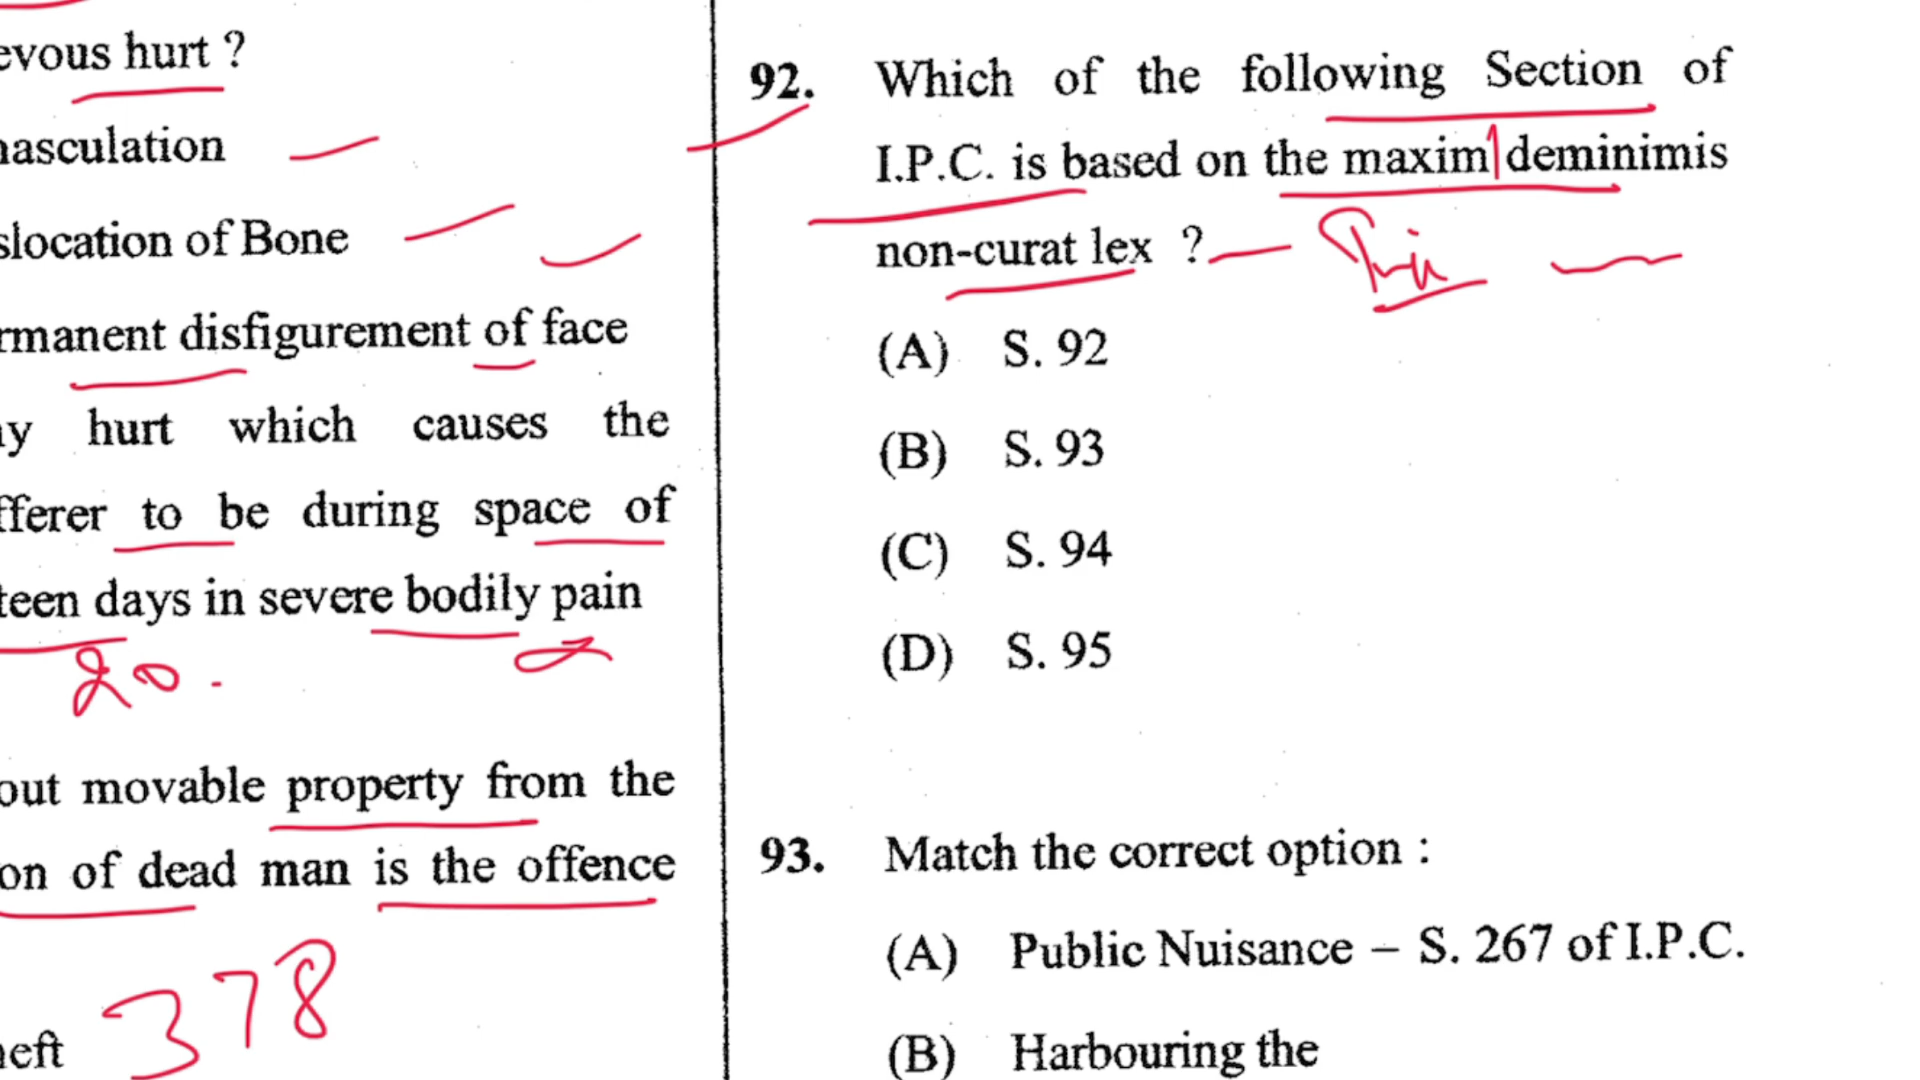 evous hurt ?
nasculation
slocation of Bone
rmanent disfigurement of face
hurt which causes the
fferer to be during space of
teen days in severe bodily pain
20.
out movable property from the
on of dead man is the offence
heft 378
92. Which of the following Section of
I.P.C. is based on the maxim deminimis
non-curat lex ?
(A) S. 92
(B) S. 93
(C) S. 94
(D) S. 95
93. Match the correct option :
(A) Public Nuisance – S. 267 of I.P.C.
(B) Harbouring the